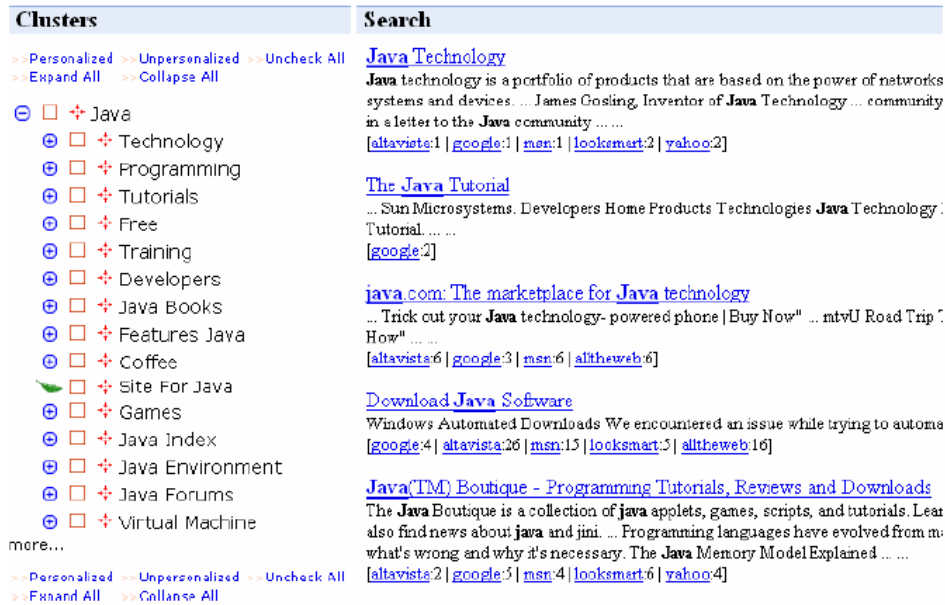 Clusters
>>Personalized >>Unpersonalized >>Uncheck All
>>Expand All >>Collapse All
Java
Technology
Programming
Tutorials
Free
Training
Developers
Java Books
Features Java
Coffee
Site For Java
Games
Java Index
Java Environment
Java Forums
Virtual Machine
more...
>>Personalized >>Unpersonalized >>Uncheck All
>>Expand All >>Collapse All
Search
Java Technology
Java technology is a portfolio of products that are based on the power of networks
systems and devices. ... James Gosling, Inventor of Java Technology ... community
in a letter to the Java community ... ...
[altavista:1 | google:1 | msn:1 | looksmart:2 | yahoo:2]
The Java Tutorial
... Sun Microsystems. Developers Home Products Technologies Java Technology
Tutorial. ... ...
[google:2]
java.com: The marketplace for Java technology
... Trick out your Java technology- powered phone | Buy Now" ... mtvU Road Trip
How" ... ...
[altavista:6 | google:3 | msn:6 | alltheweb:6]
Download Java Software
Windows Automated Downloads We encountered an issue while trying to automa
[google:4 | altavista:26 | msn:15 | looksmart:5 | alltheweb:16]
Java(TM) Boutique - Programming Tutorials, Reviews and Downloads
The Java Boutique is a collection of java applets, games, scripts, and tutorials. Lear
also find news about java and jini. ... Programming languages have evolved from ma
what's wrong and why it's necessary. The Java Memory Model Explained ... ...
[altavista:2 | google:5 | msn:4 | looksmart:6 | yahoo:4]